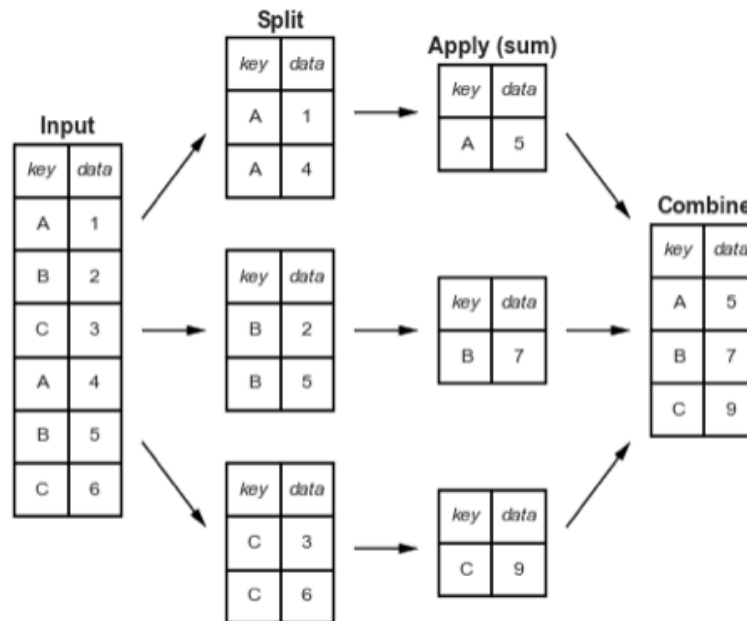 Input
key data
A 1
B 2
C 3
A 4
B 5
C 6
Split
key data
A 1
A 4
key data
B 2
B 5
key data
C 3
C 6
Apply (sum)
key data
A 5
key data
B 7
key data
C 9
Combine
key data
A 5
B 7
C 9